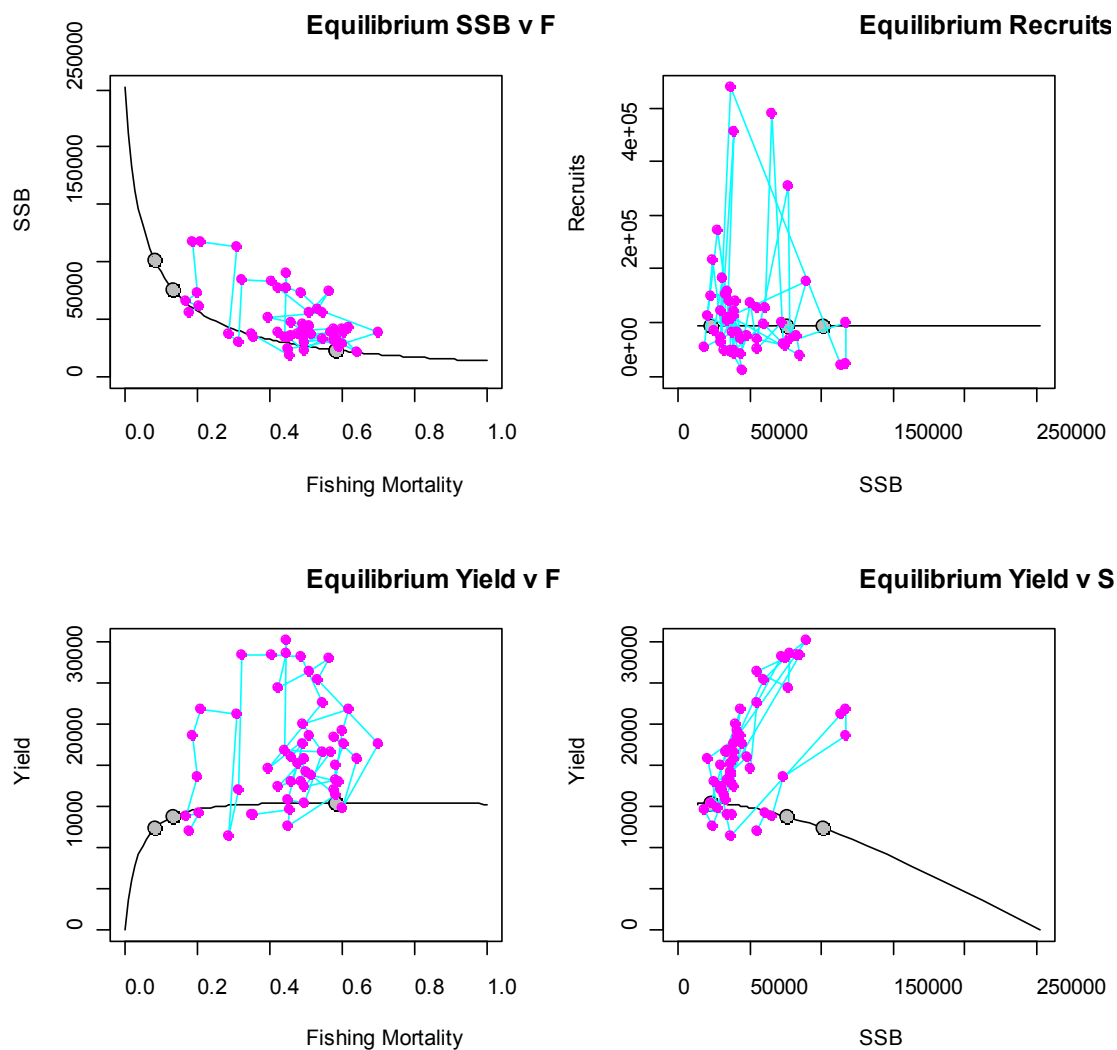 Equilibrium SSB v F
SSB
250000
150000
50000
0
0.0 0.2 0.4 0.6 0.8 1.0
Fishing Mortality
Equilibrium Recruits
Recruits
4e+05
2e+05
0e+00
0 50000 150000 250000
SSB
Equilibrium Yield v F
Yield
30000
20000
10000
0
0.0 0.2 0.4 0.6 0.8 1.0
Fishing Mortality
Equilibrium Yield v S
Yield
30000
20000
10000
0
0 50000 150000 250000
SSB